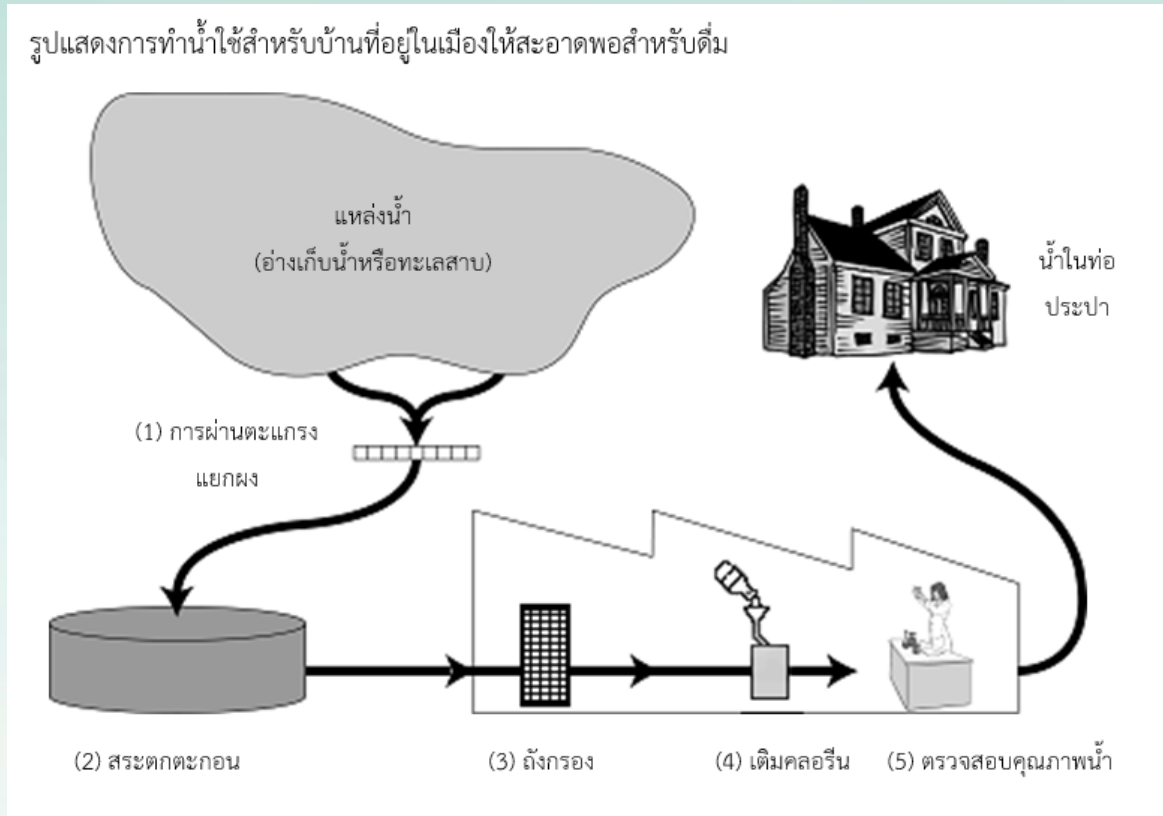 รูปแสดงการทำน้ำใช้สำหรับบ้านที่อยู่ในเมืองให้สะอาดพอสำหรับดื่ม
แหล่งน้ำ
(อ่างเก็บน้ำหรือทะเลสาบ)
น้ำในท่อ
ประปา
(1) การผ่านตะแกรง
แยกผง
(2) สระตกตะกอน
(3) ถังกรอง
(4) เติมคลอรีน
(5) ตรวจสอบคุณภาพน้ำ